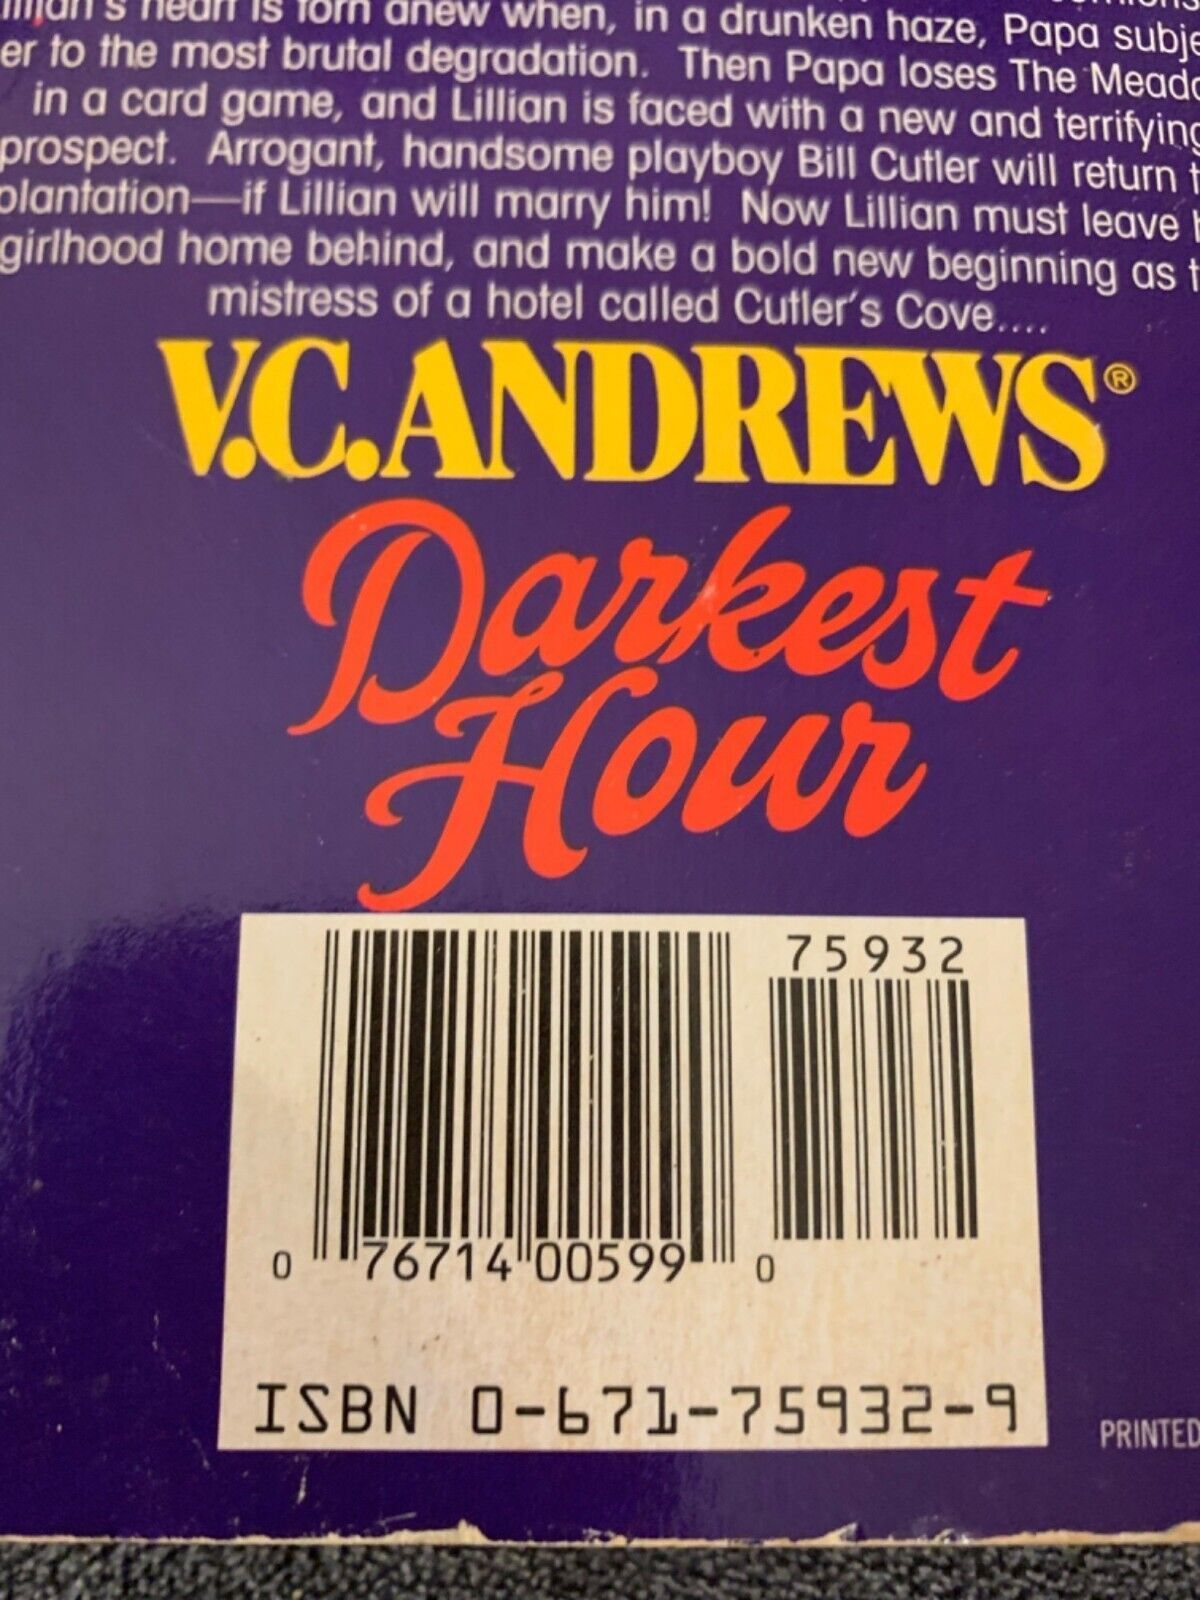 heart is torn anew when, in a drunken haze, Papa subje
er to the most brutal degradation. Then Papa loses The Meado
in a card game, and Lillian is faced with a new and terrifying
prospect. Arrogant, handsome playboy Bill Cutler will return t
plantation—if Lillian will marry him! Now Lillian must leave h
girlhood home behind, and make a bold new beginning as t
mistress of a hotel called Cutler's Cove....
V.C. ANDREWS®
Darkest
Hour
75932
0 76714 00599 0
ISBN 0-671-75932-9
PRINTED